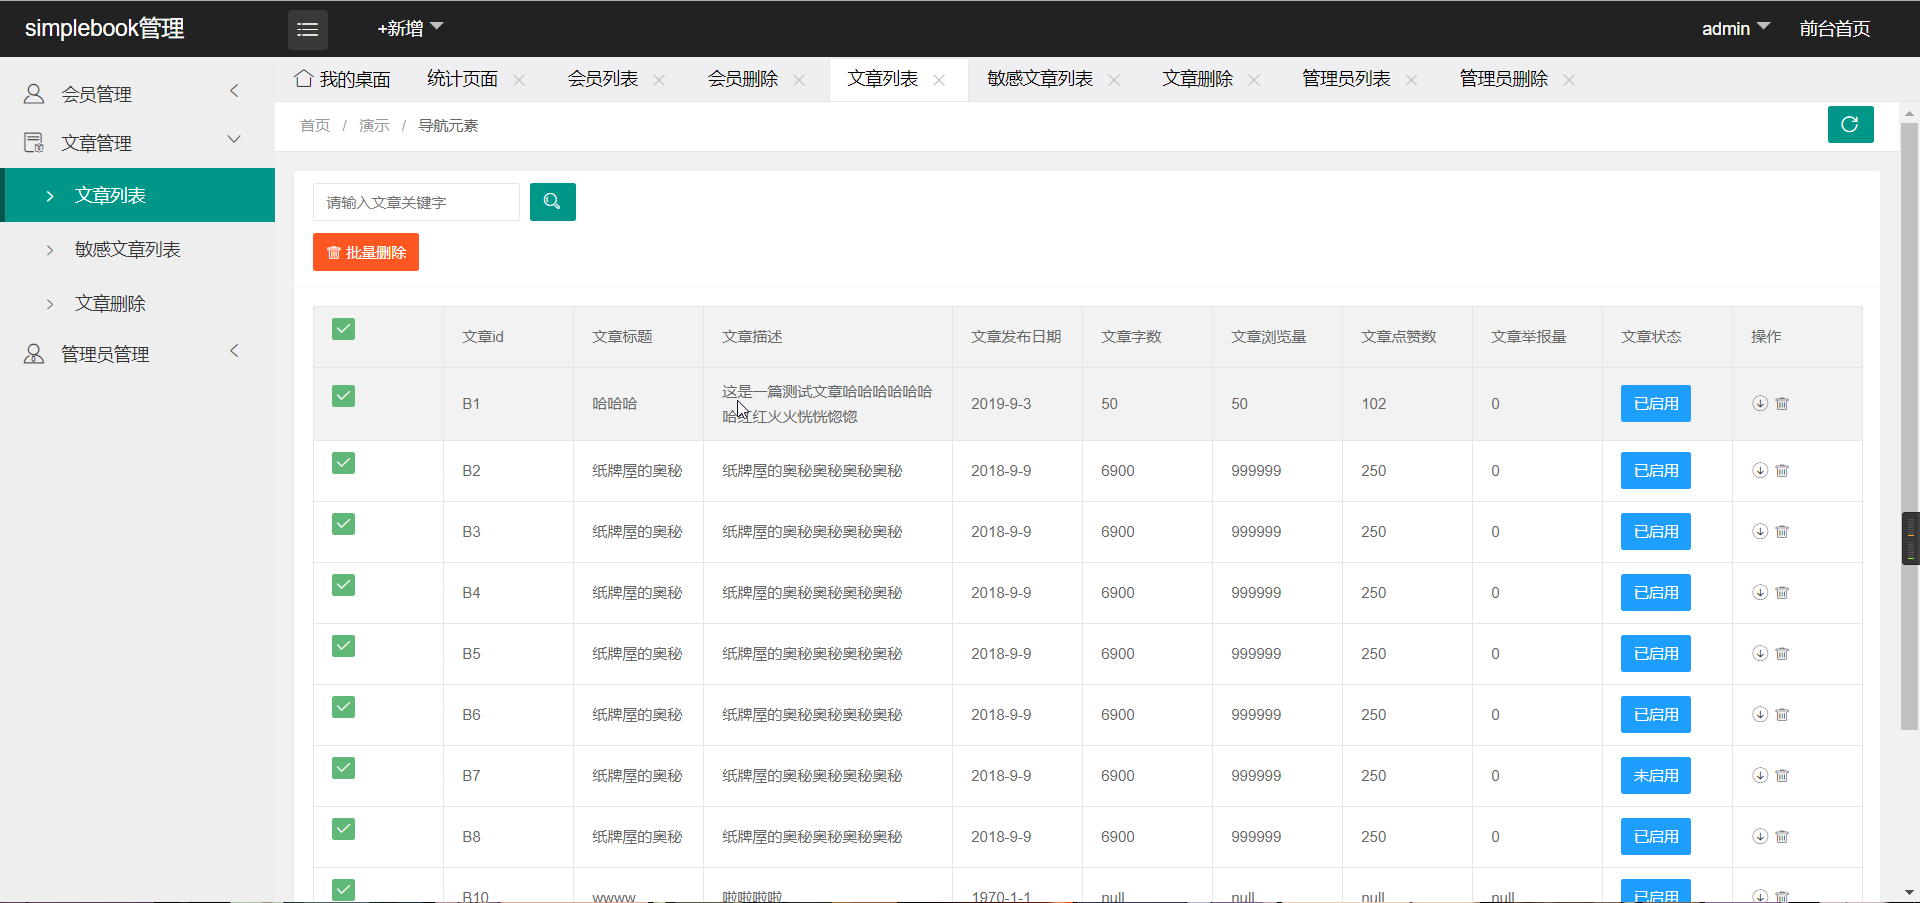 simplebook管理
+新增
admin
前台首页
会员管理
文章管理
文章列表
敏感文章列表
文章删除
管理员管理
我的桌面 统计页面 会员列表 会员删除 文章列表 敏感文章列表 文章删除 管理员列表 管理员删除
首页 / 演示 / 导航元素
请输入文章关键字
批量删除
文章id 文章标题 文章描述 文章发布日期 文章字数 文章浏览量 文章点赞数 文章举报量 文章状态 操作
B1 哈哈哈 这是一篇测试文章哈哈哈哈哈哈
哈红红火火恍恍惚惚 2019-9-3 50 50 102 0 已启用
B2 纸牌屋的奥秘 纸牌屋的奥秘奥秘奥秘奥秘 2018-9-9 6900 999999 250 0 已启用
B3 纸牌屋的奥秘 纸牌屋的奥秘奥秘奥秘奥秘 2018-9-9 6900 999999 250 0 已启用
B4 纸牌屋的奥秘 纸牌屋的奥秘奥秘奥秘奥秘 2018-9-9 6900 999999 250 0 已启用
B5 纸牌屋的奥秘 纸牌屋的奥秘奥秘奥秘奥秘 2018-9-9 6900 999999 250 0 已启用
B6 纸牌屋的奥秘 纸牌屋的奥秘奥秘奥秘奥秘 2018-9-9 6900 999999 250 0 已启用
B7 纸牌屋的奥秘 纸牌屋的奥秘奥秘奥秘奥秘 2018-9-9 6900 999999 250 0 未启用
B8 纸牌屋的奥秘 纸牌屋的奥秘奥秘奥秘奥秘 2018-9-9 6900 999999 250 0 已启用
B10 wwww 啦啦啦啦 1970-1-1 null null null null 已启用